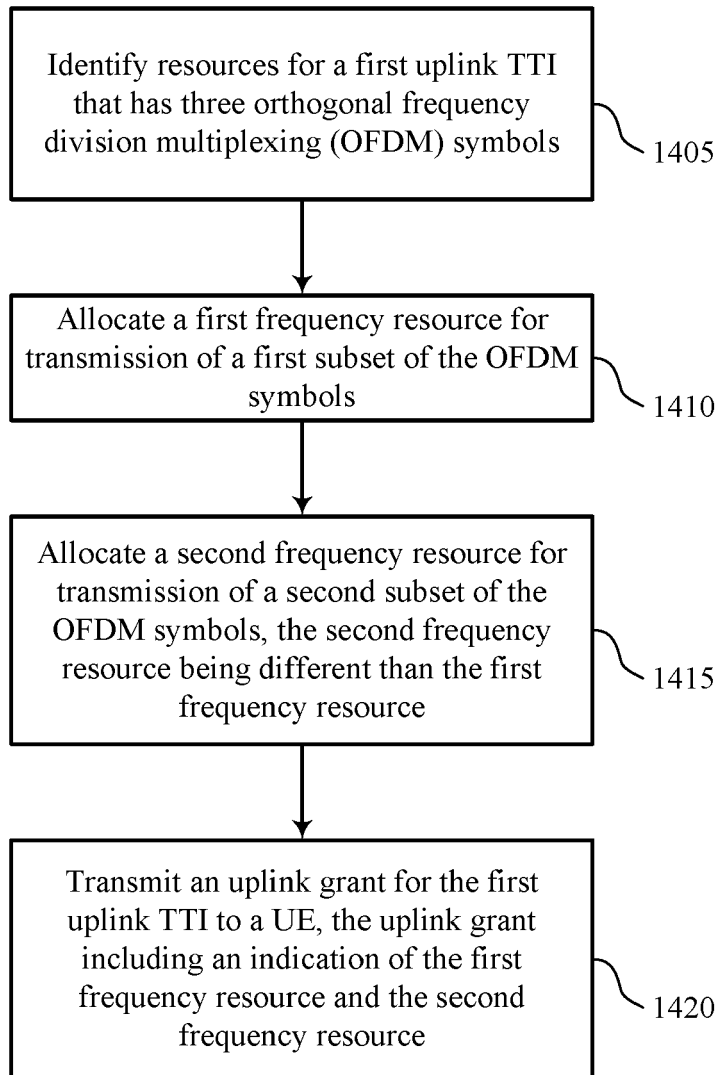 Identify resources for a first uplink TTI
that has three orthogonal frequency
division multiplexing (OFDM) symbols
1405
Allocate a first frequency resource for
transmission of a first subset of the OFDM
symbols
1410
Allocate a second frequency resource for
transmission of a second subset of the
OFDM symbols, the second frequency
resource being different than the first
frequency resource
1415
Transmit an uplink grant for the first
uplink TTI to a UE, the uplink grant
including an indication of the first
frequency resource and the second
frequency resource
1420